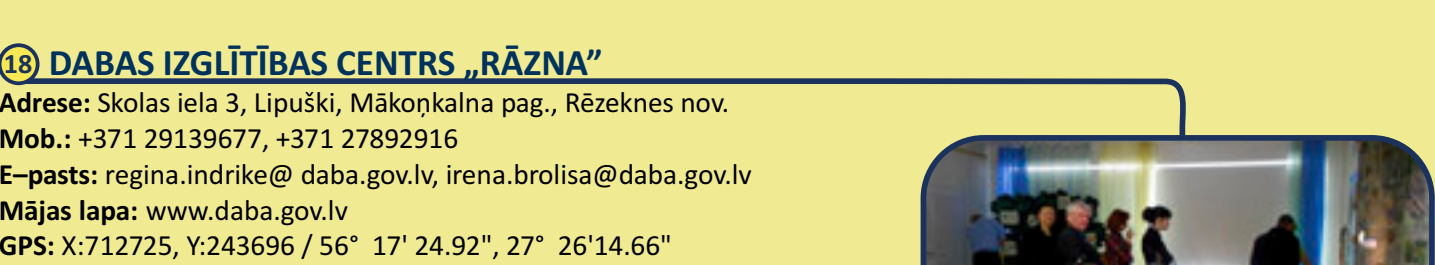 18 DABAS IZGLĪTĪBAS CENTRS „RĀZNA”
Adrese: Skolas iela 3, Lipuški, Mākoņkalna pag., Rēzeknes nov.
Mob.: +371 29139677, +371 27892916
E–pasts: regina.indrike@ daba.gov.lv, irena.brolisa@daba.gov.lv
Mājas lapa: www.daba.gov.lv
GPS: X:712725, Y:243696 / 56° 17' 24.92", 27° 26'14.66"